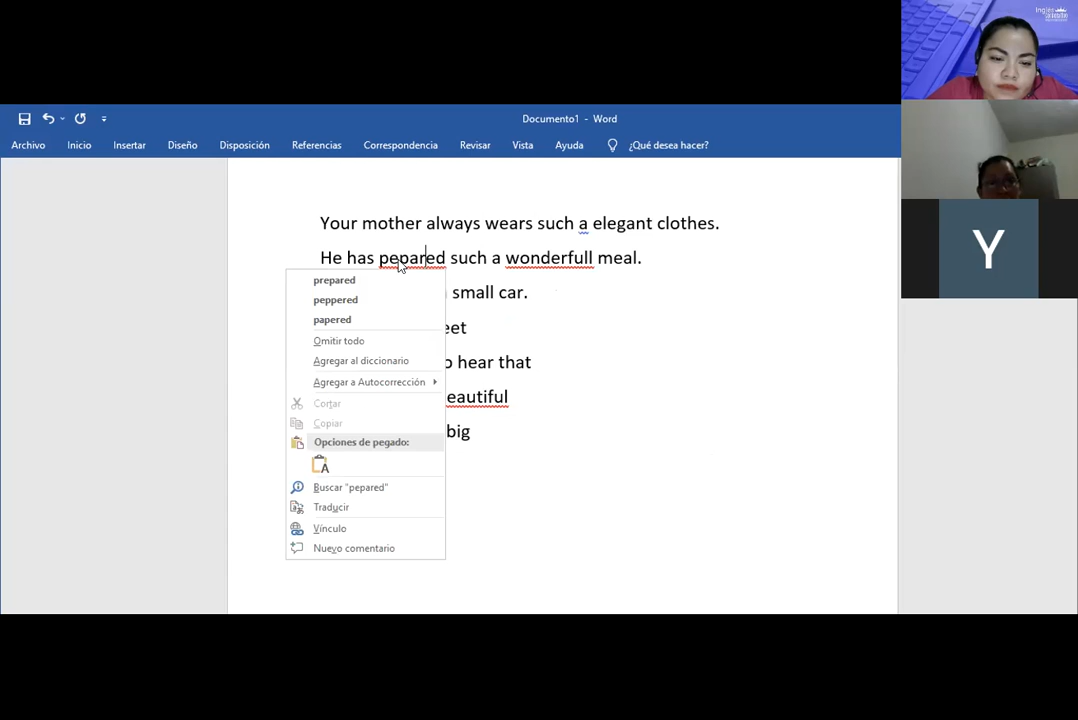 Inglés
Documento1 - Word
Archivo Inicio Insertar Diseño Disposición Referencias Correspondencia Revisar Vista Ayuda ¿Qué desea hacer?
Your mother always wears such a elegant clothes.
He has pepared such a wonderfull meal.
small car.
eet
o hear that
eautiful
big
prepared
peppered
papered
Omitir todo
Agregar al diccionario
Agregar a Autocorrección
Cortar
Copiar
Opciones de pegado:
A
Buscar "pepared"
Traducir
Vínculo
Nuevo comentario
Y